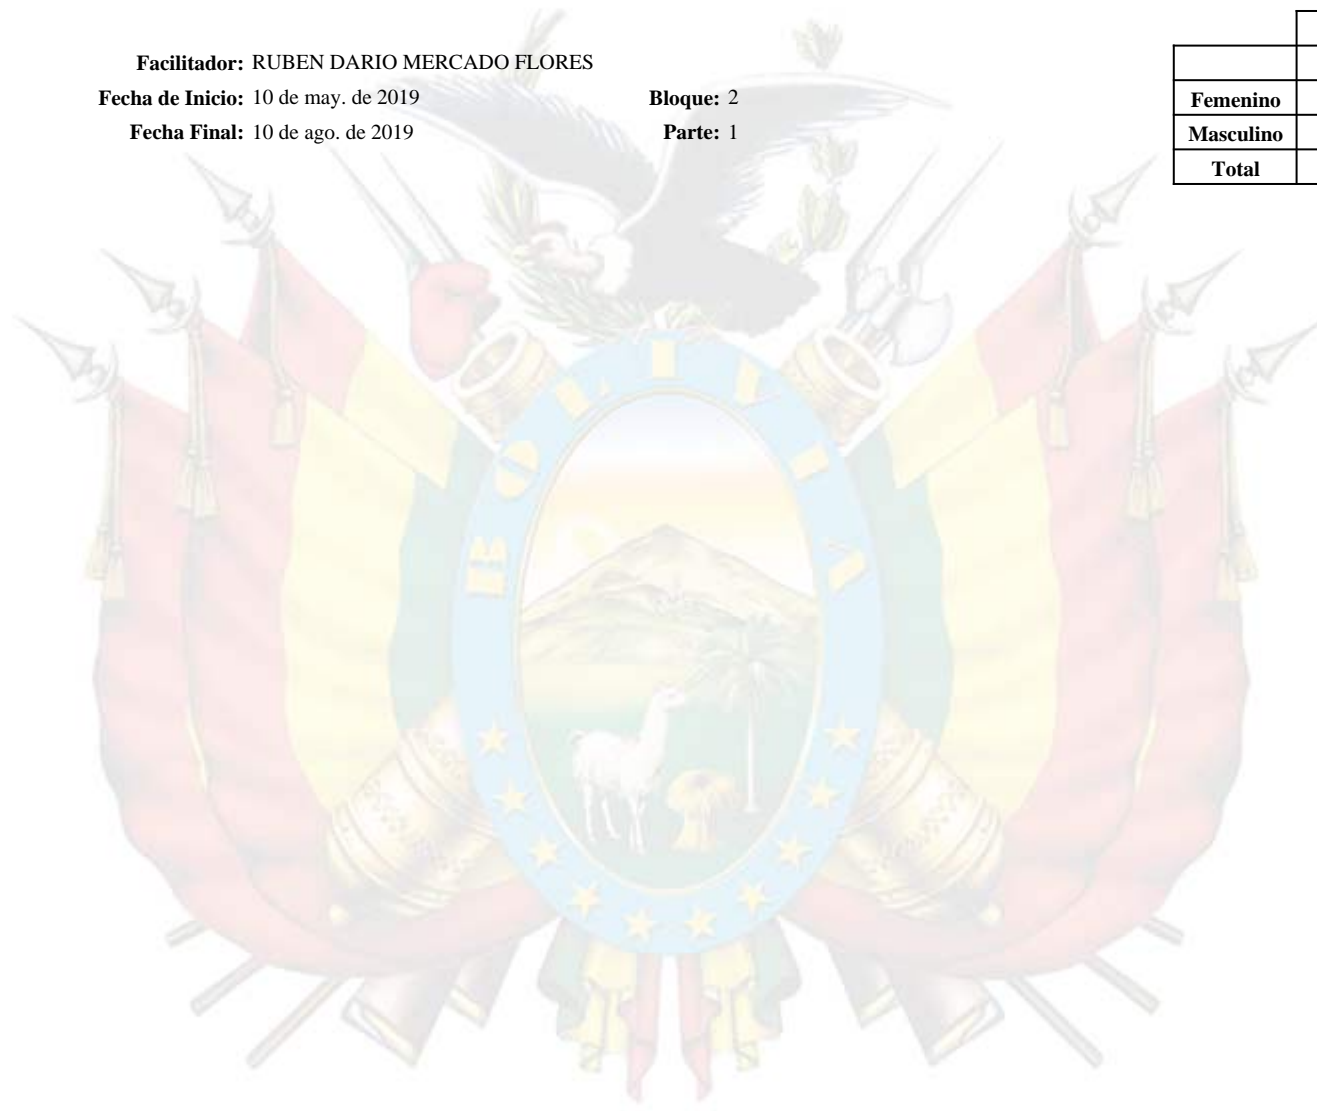 Facilitador: RUBEN DARIO MERCADO FLORES
Fecha de Inicio: 10 de may. de 2019 Bloque: 2
Fecha Final: 10 de ago. de 2019 Parte: 1
Femenino
Masculino
Total
BOLIVIA